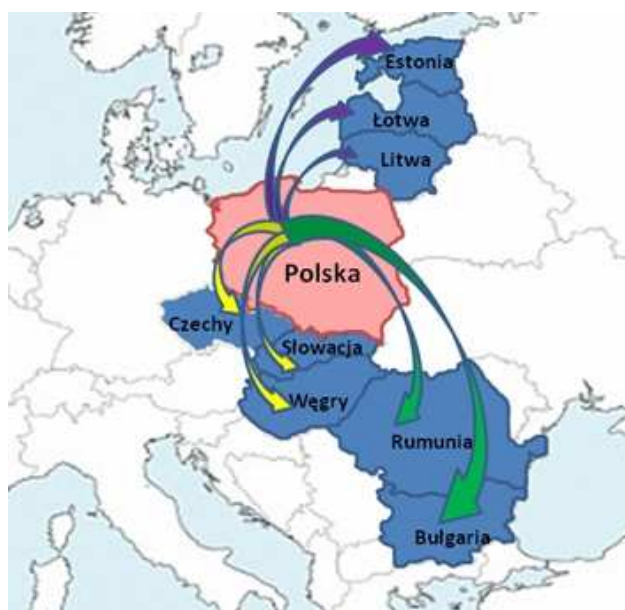 Estonia
Łotwa
Litwa
Polska
Czechy
Słowacja
Węgry
Rumunia
Bułgaria